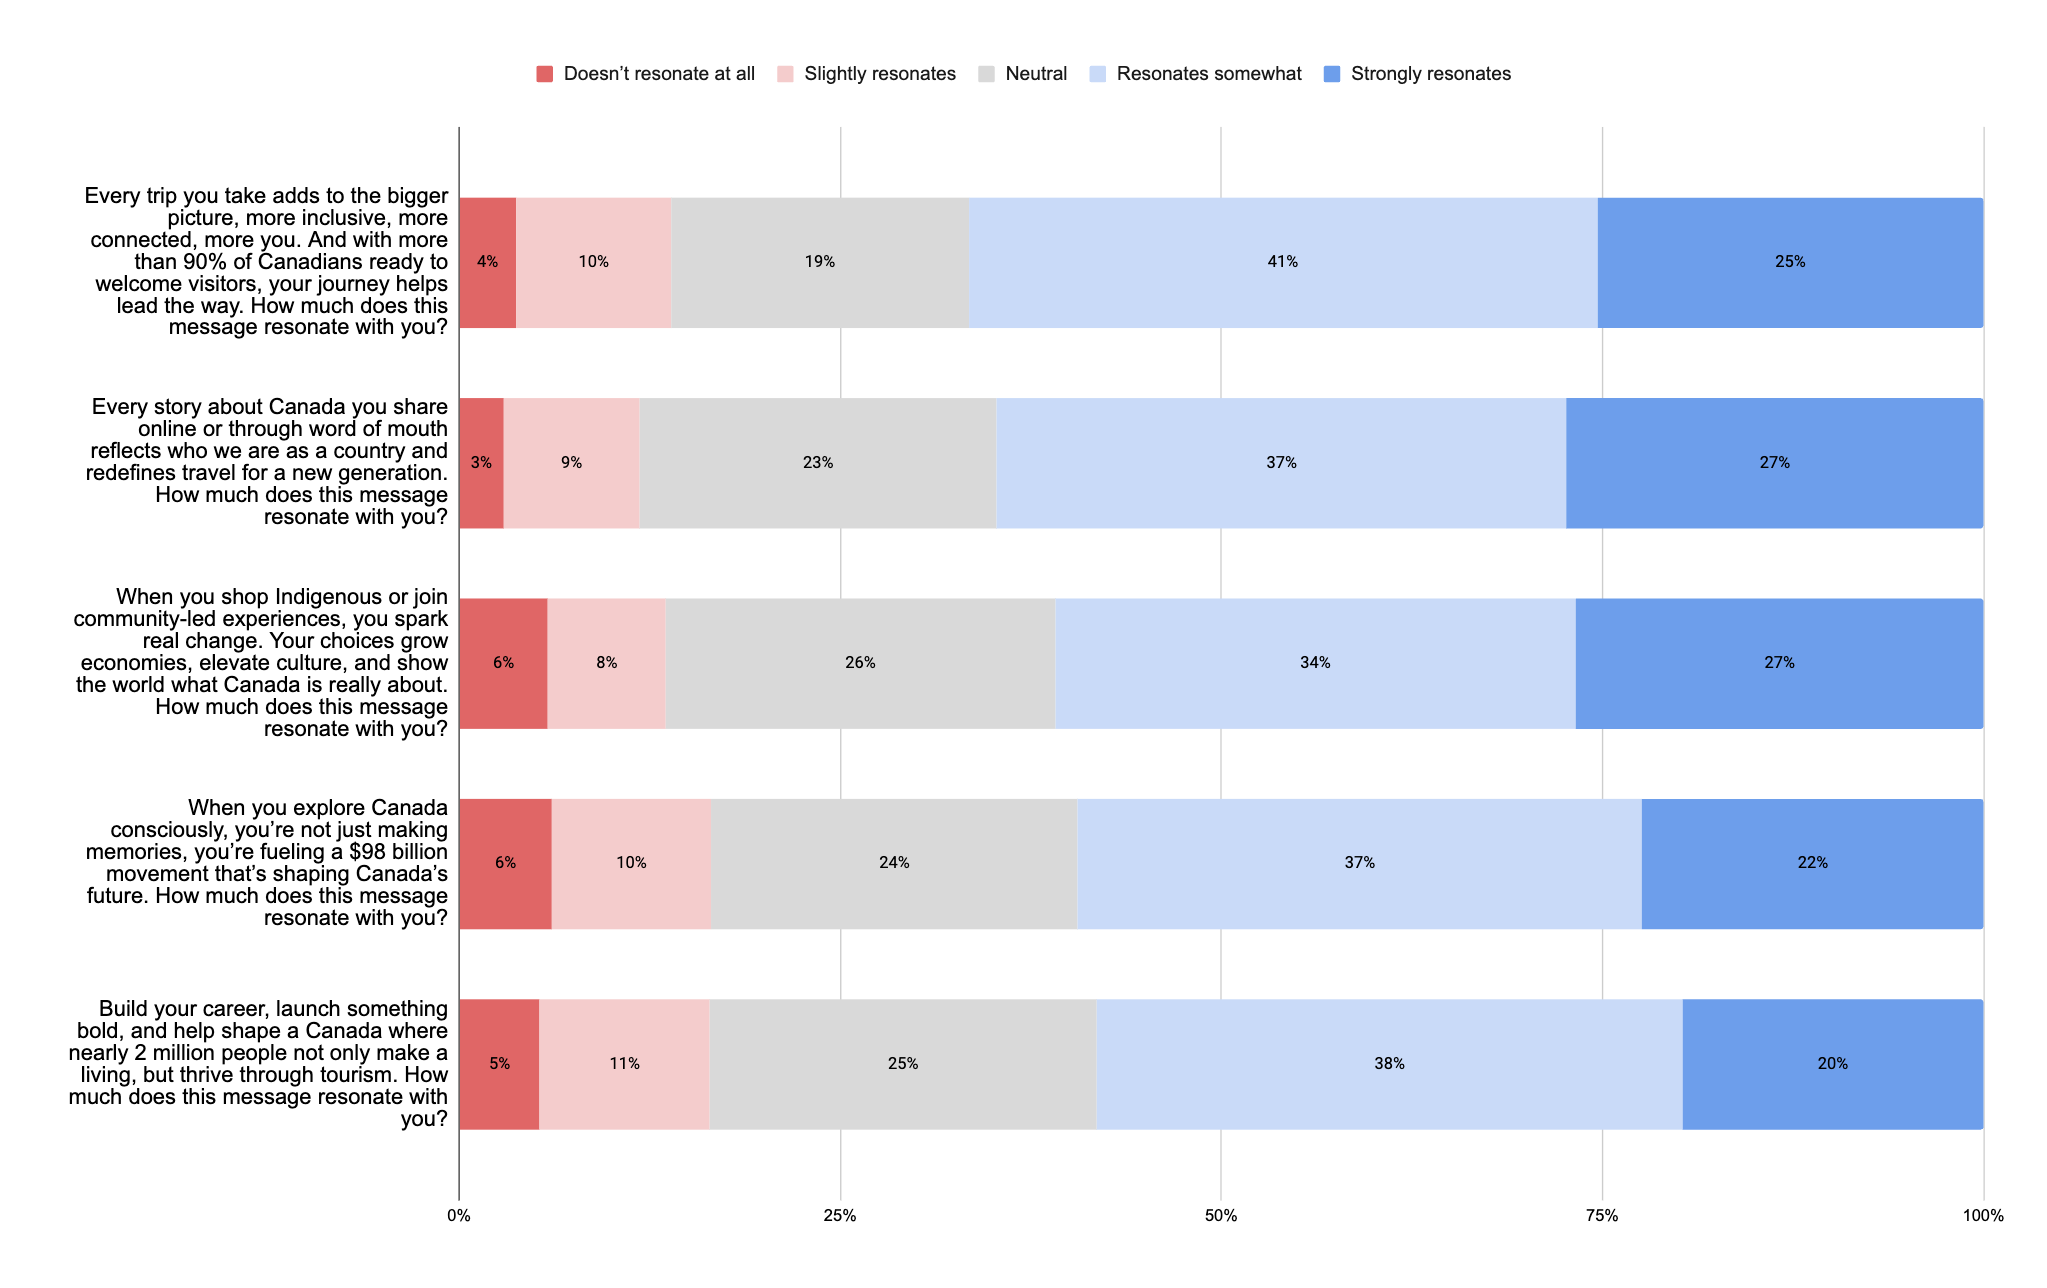 Doesn’t resonate at all Slightly resonates Neutral Resonates somewhat Strongly resonates
Every trip you take adds to the bigger
picture, more inclusive, more
connected, more you. And with more
than 90% of Canadians ready to
welcome visitors, your journey helps
lead the way. How much does this
message resonate with you?
4% 10% 19% 41% 25%
Every story about Canada you share
online or through word of mouth
reflects who we are as a country and
redefines travel for a new generation.
How much does this message
resonate with you?
3% 9% 23% 37% 27%
When you shop Indigenous or join
community-led experiences, you spark
real change. Your choices grow
economies, elevate culture, and show
the world what Canada is really about.
How much does this message
resonate with you?
6% 8% 26% 34% 27%
When you explore Canada
consciously, you’re not just making
memories, you’re fueling a $98 billion
movement that’s shaping Canada’s
future. How much does this message
resonate with you?
6% 10% 24% 37% 22%
Build your career, launch something
bold, and help shape a Canada where
nearly 2 million people not only make a
living, but thrive through tourism. How
much does this message resonate with
you?
5% 11% 25% 38% 20%
0% 25% 50% 75% 100%